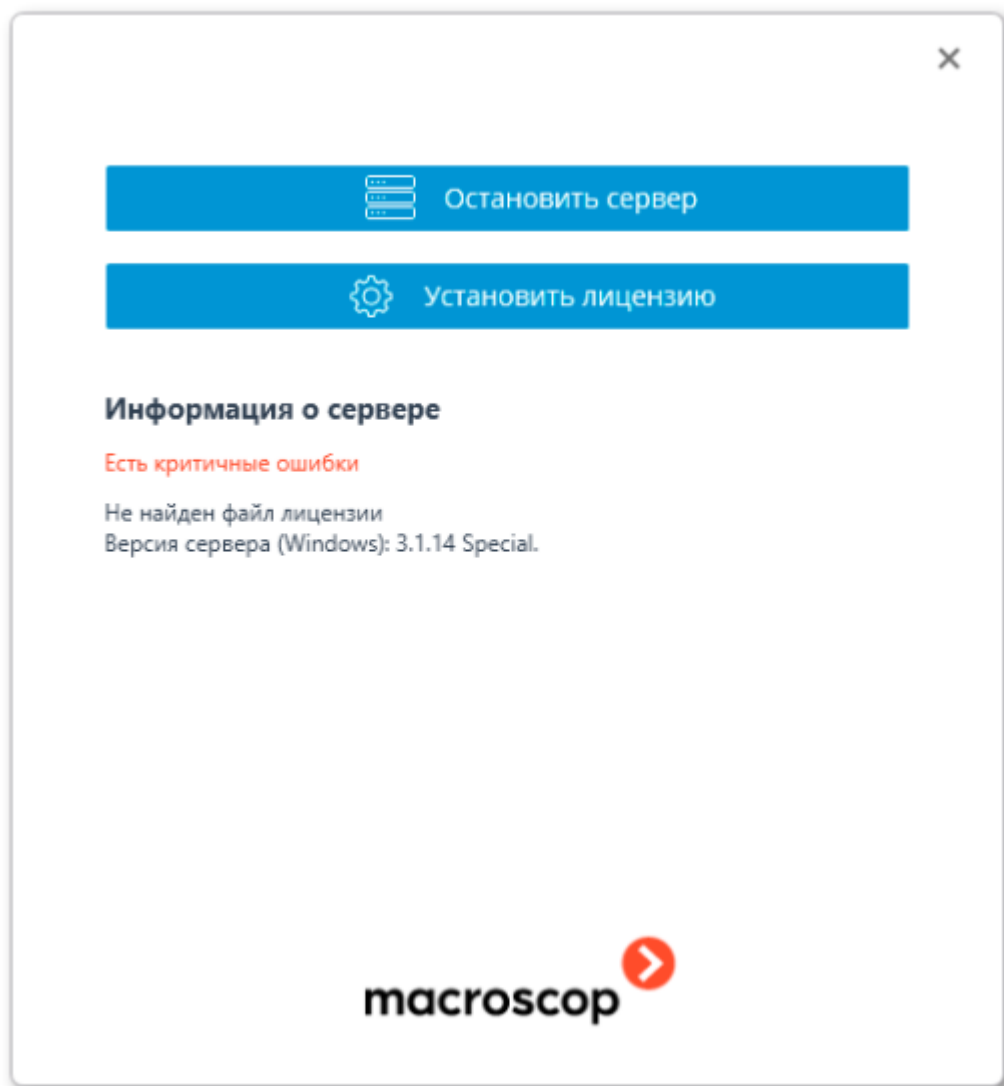 Остановить сервер
Установить лицензию
Информация о сервере
Есть критичные ошибки
Не найден файл лицензии
Версия сервера (Windows): 3.1.14 Special.
macroscop